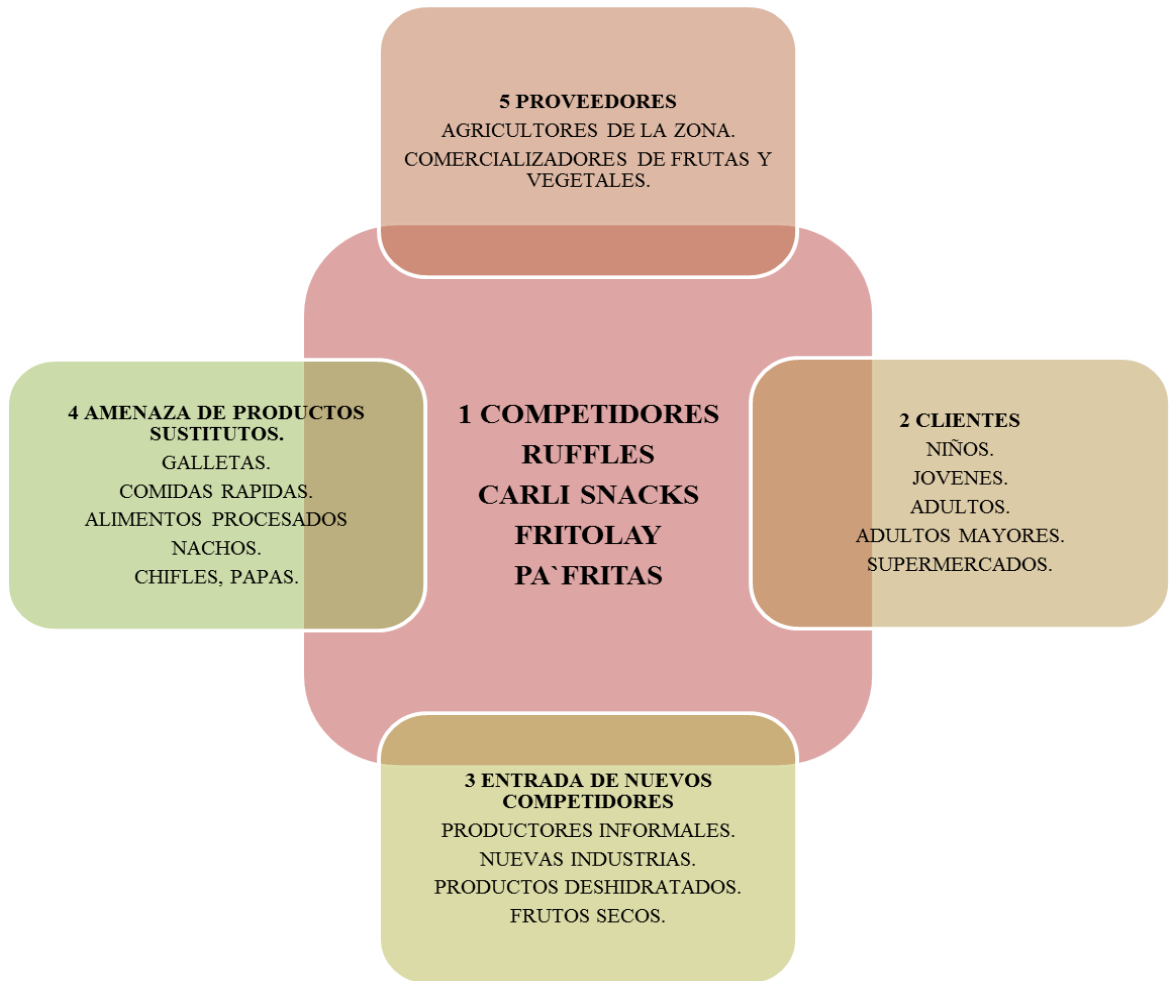 5 PROVEEDORES
AGRICULTORES DE LA ZONA.
COMERCIALIZADORES DE FRUTAS Y
VEGETALES.
4 AMENAZA DE PRODUCTOS
SUSTITUTOS.
GALLETAS.
COMIDAS RAPIDAS.
ALIMENTOS PROCESADOS
NACHOS.
CHIFLES, PAPAS.
1 COMPETIDORES
RUFFLES
CARLI SNACKS
FRITOLAY
PA`FRITAS
2 CLIENTES
NIÑOS.
JOVENES.
ADULTOS.
ADULTOS MAYORES.
SUPERMERCADOS.
3 ENTRADA DE NUEVOS
COMPETIDORES
PRODUCTORES INFORMALES.
NUEVAS INDUSTRIAS.
PRODUCTOS DESHIDRATADOS.
FRUTOS SECOS.